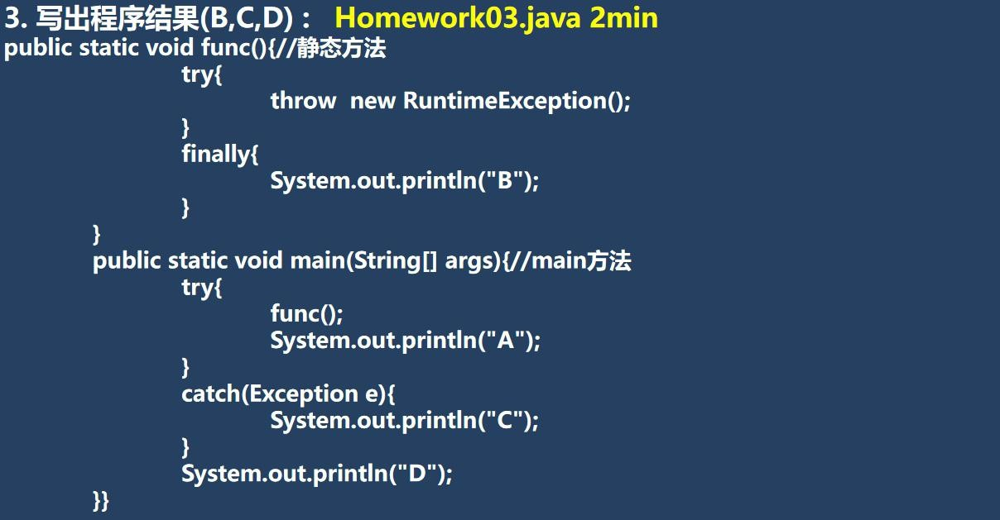 3. 写出程序结果(B,C,D)： Homework03.java 2min
public static void func(){//静态方法
try{
throw  new RuntimeException();
}
finally{
System.out.println("B");
}
}
public static void main(String[] args){//main方法
try{
func();
System.out.println("A");
}
catch(Exception e){
System.out.println("C");
}
System.out.println("D");
}}